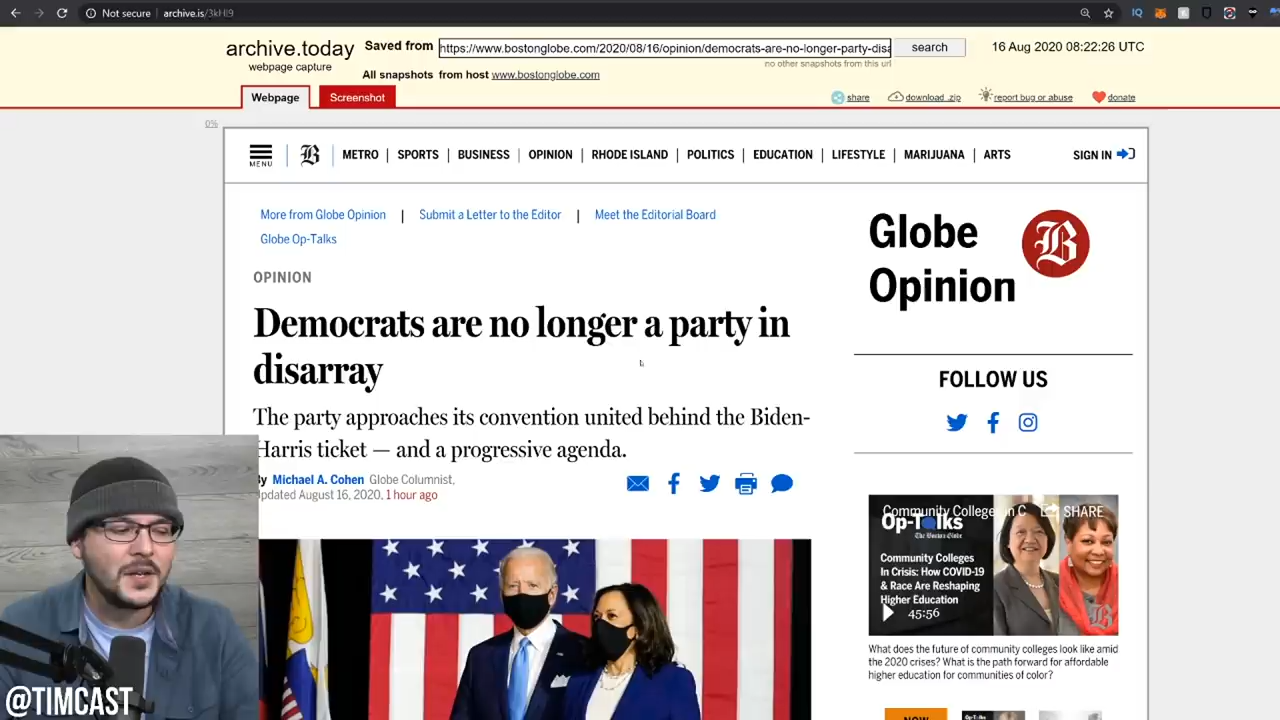 Not secure | archive.is/3kHl9
archive.today
webpage capture
Saved from
https://www.bostonglobe.com/2020/08/16/opinion/democrats-are-no-longer-party-disa
search
16 Aug 2020 08:22:26 UTC
no other snapshots from this url
All snapshots from host www.bostonglobe.com
Webpage
Screenshot
share
download .zip
report bug or abuse
donate
0%
MENU
B
METRO | SPORTS | BUSINESS | OPINION | RHODE ISLAND | POLITICS | EDUCATION | LIFESTYLE | MARIJUANA | ARTS
SIGN IN
More from Globe Opinion | Submit a Letter to the Editor | Meet the Editorial Board
Globe Op-Talks
OPINION
Democrats are no longer a party in
disarray
The party approaches its convention united behind the Biden-
Harris ticket — and a progressive agenda.
By Michael A. Cohen Globe Columnist,
pdated August 16, 2020, 1 hour ago
Globe
Opinion
B
FOLLOW US
Community Colleges In C
SHARE
Op-Talks
The Boston Globe
Community Colleges
In Crisis: How COVID-19
& Race Are Reshaping
Higher Education
45:56
B
What does the future of community colleges look like amid
the 2020 crises? What is the path forward for affordable
higher education for communities of color?
NOW
@TIMCAST